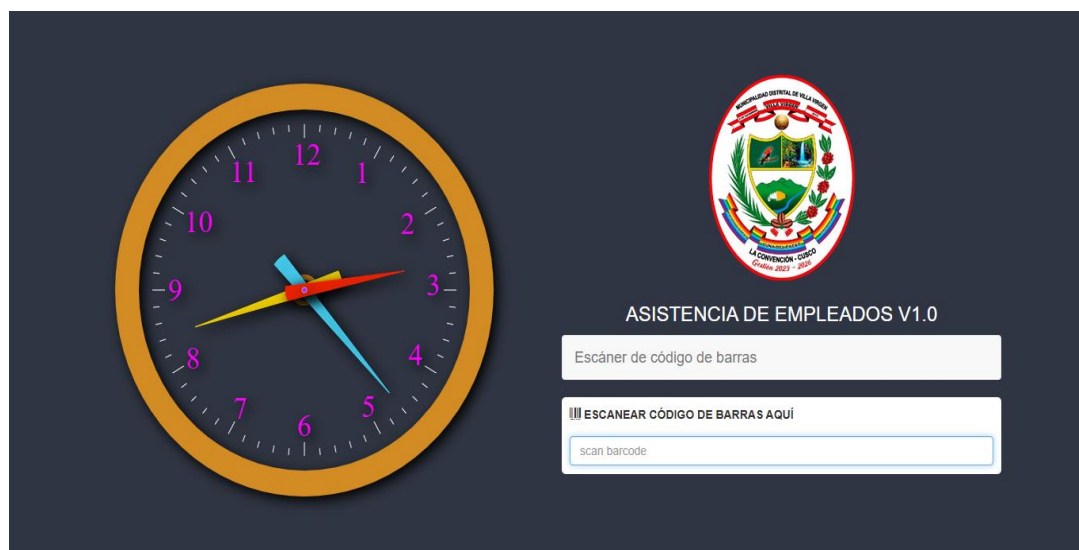 12
1
2
3
4
5
6
7
8
9
10
11
MUNICIPALIDAD DISTRITAL DE VILLA VIRGEN
VILLA VIRGEN
LA CONVENCIÓN - CUSCO
Gestión 2023 - 2026
ASISTENCIA DE EMPLEADOS V1.0
Escáner de código de barras
ESCANEAR CÓDIGO DE BARRAS AQUÍ
scan barcode